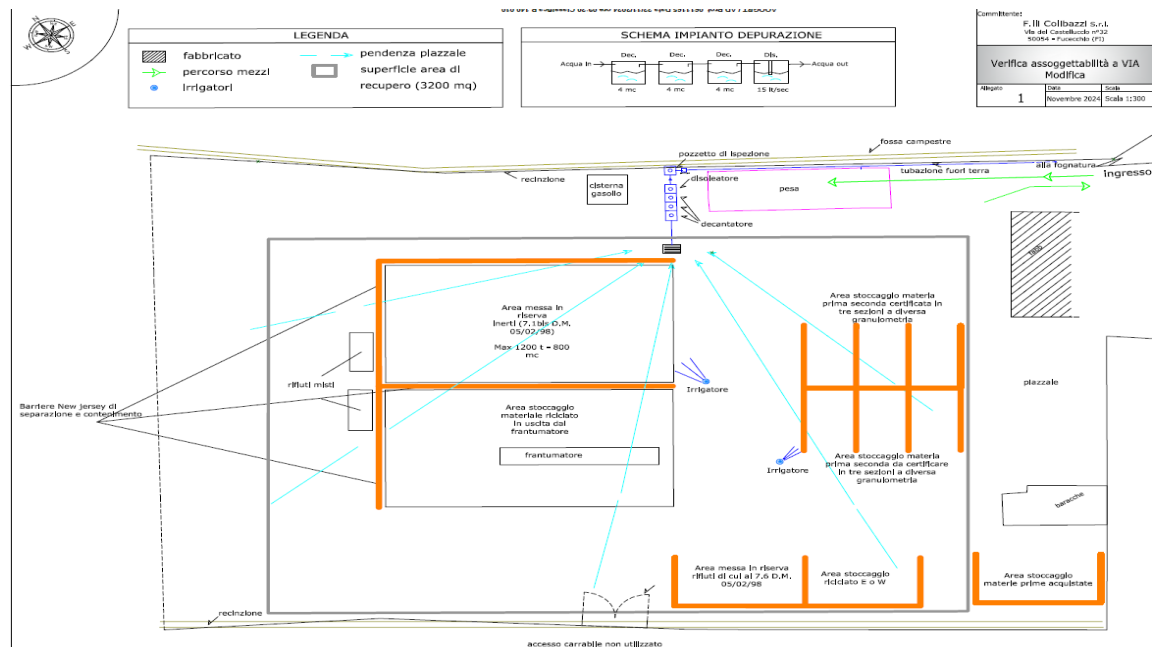 N
E
S
W
LEGENDA
fabbricato
percorso mezzi
irrigatori
pendenza piazzale
superficie area di
recupero (3200 mq)
SCHEMA IMPIANTO DEPURAZIONE
Dec. Dec. Dec. Dis.
Acqua in Acqua out
4 mc 4 mc 4 mc 15 lt/sec
Committente:
F.lli Colibazzi s.r.l.
Via del Castelluccio n°32
50054 - Fucecchio (FI)
Verifica assoggettabilità a VIA
Modifica
Allegato Data Scala
1 Novembre 2024 Scala 1:300
fossa campestre
pozzetto di ispezione
alla fognatura
tubazione fuori terra
ingresso
recinzione
cisterna
gasolio
disoleatore
pesa
decantatore
Area messa in
riserva
inerti (7.1bis D.M.
05/02/98)
Max 1200 t = 800
mc
Area stoccaggio materia
prima seconda certificata in
tre sezioni a diversa
granulometria
rifiuti misti
Irrigatore
piazzale
Barriere New jersey di
separazione e contenimento
Area stoccaggio
materiale riciclato
in uscita dal
frantumatore
frantumatore
Irrigatore
Area stoccaggio materia
prima seconda da certificare
in tre sezioni a diversa
granulometria
baracche
Area messa in riserva
rifiuti di cui al 7.6 D.M.
05/02/98
Area stoccaggio
riciclato E o W
Area stoccaggio
materie prime acquistate
recinzione
accesso carrabile non utilizzato